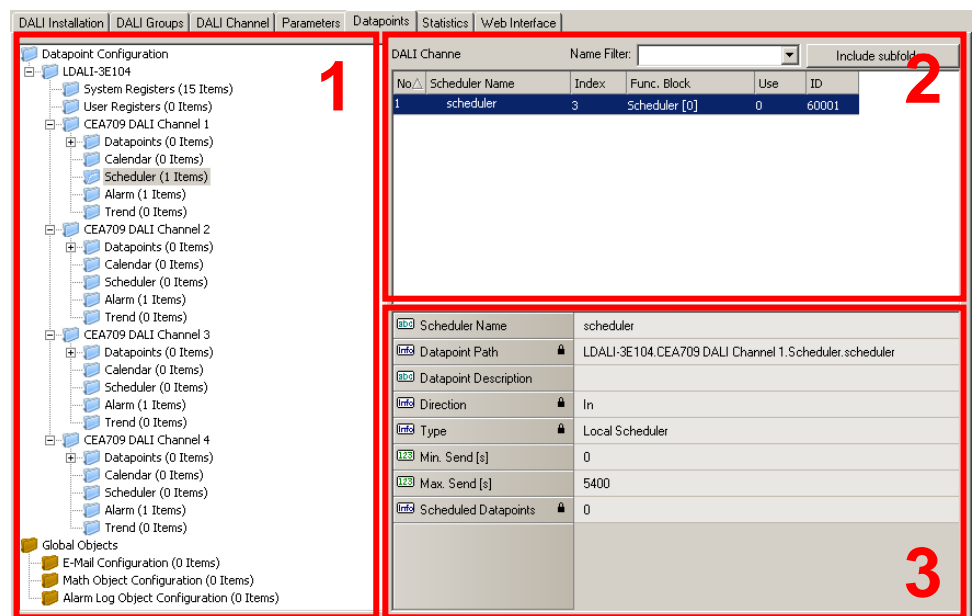 DALI Installation DALI Groups DALI Channel Parameters Datapoints Statistics Web Interface
Datapoint Configuration
LDALI-3E104
System Registers (15 Items)
User Registers (0 Items)
CEA709 DALI Channel 1
Datapoints (0 Items)
Calendar (0 Items)
Scheduler (1 Items)
Alarm (1 Items)
Trend (0 Items)
CEA709 DALI Channel 2
Datapoints (0 Items)
Calendar (0 Items)
Scheduler (0 Items)
Alarm (1 Items)
Trend (0 Items)
CEA709 DALI Channel 3
Datapoints (0 Items)
Calendar (0 Items)
Scheduler (0 Items)
Alarm (1 Items)
Trend (0 Items)
CEA709 DALI Channel 4
Datapoints (0 Items)
Calendar (0 Items)
Scheduler (0 Items)
Alarm (1 Items)
Trend (0 Items)
Global Objects
E-Mail Configuration (0 Items)
Math Object Configuration (0 Items)
Alarm Log Object Configuration (0 Items)
1
DALI Channe Name Filter: Include subfold
No Scheduler Name Index Func. Block Use ID
1 scheduler 3 Scheduler [0] 0 60001
2
abc Scheduler Name scheduler
Info Datapoint Path LDALI-3E104.CEA709 DALI Channel 1.Scheduler.scheduler
abc Datapoint Description
Info Direction In
Info Type Local Scheduler
123 Min. Send [s] 0
123 Max. Send [s] 5400
Info Scheduled Datapoints 0
3